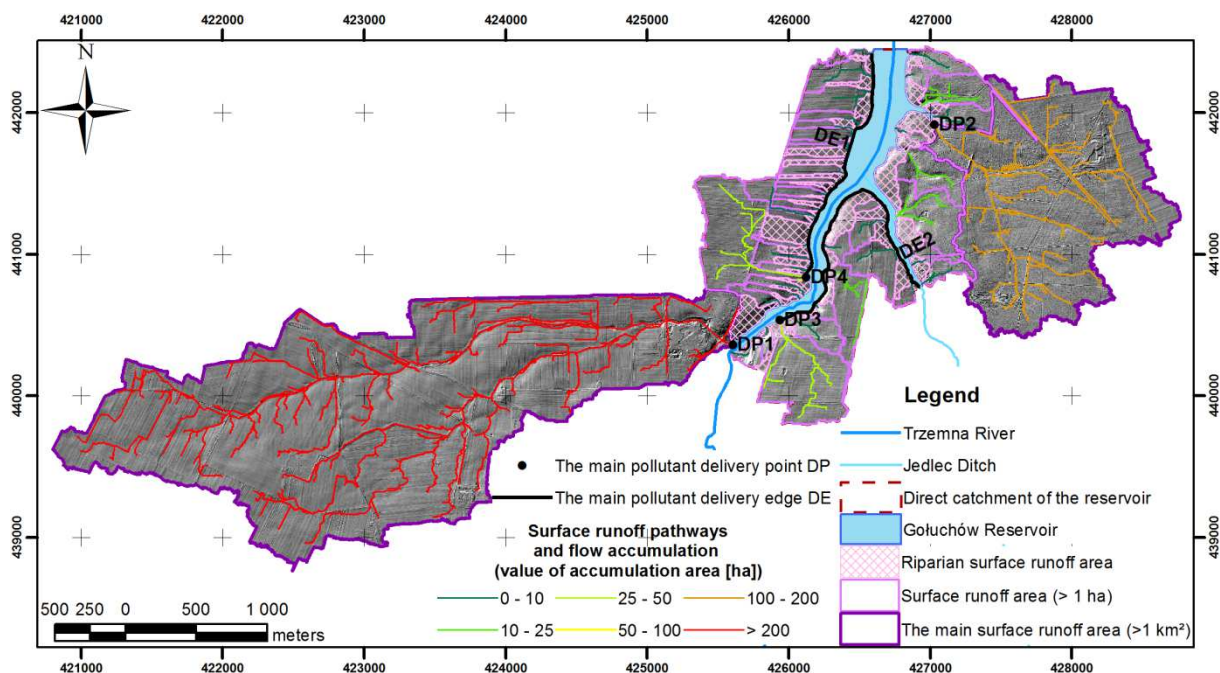 421000 422000 423000 424000 425000 426000 427000 428000
N
442000 441000 440000 439000
442000 441000 440000 439000
DE1
DP2
DE2
DP4
DP3
DP1
The main pollutant delivery point DP
The main pollutant delivery edge DE
Surface runoff pathways
and flow accumulation
(value of accumulation area [ha])
0 - 10 25 - 50 100 - 200
10 - 25 50 - 100 > 200
Legend
Trzemna River
Jedlec Ditch
Direct catchment of the reservoir
Gołuchów Reservoir
Riparian surface runoff area
Surface runoff area (> 1 ha)
The main surface runoff area (>1 km²)
500 250 0 500 1 000
meters
421000 422000 423000 424000 425000 426000 427000 428000